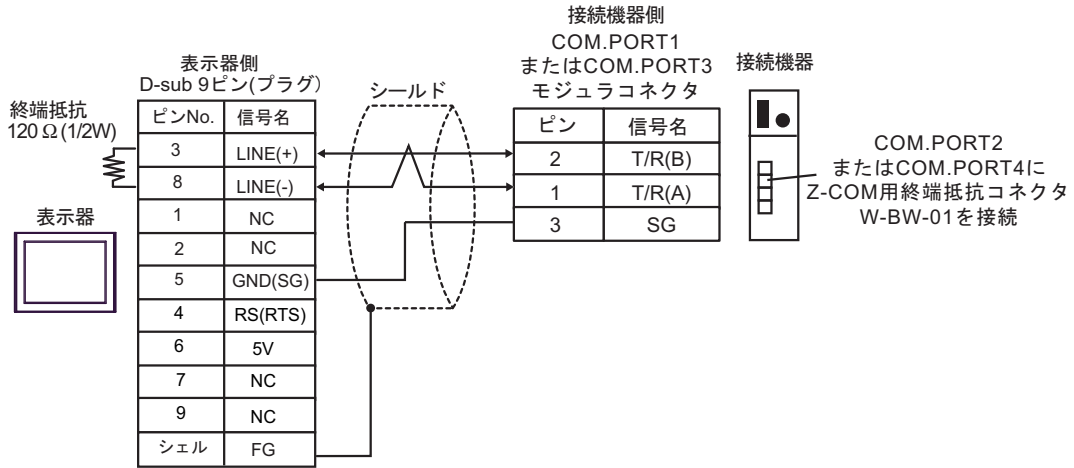 接続機器側
COM.PORT1
またはCOM.PORT3
モジュラコネクタ
接続機器
表示器側
D-sub 9ピン(プラグ)
シールド
終端抵抗
120Ω(1/2W)
ピンNo. 信号名
3 LINE(+)
8 LINE(-)
1 NC
2 NC
5 GND(SG)
4 RS(RTS)
6 5V
7 NC
9 NC
シェル FG
表示器
ピン 信号名
2 T/R(B)
1 T/R(A)
3 SG
COM.PORT2
またはCOM.PORT4に
Z-COM用終端抵抗コネクタ
W-BW-01を接続